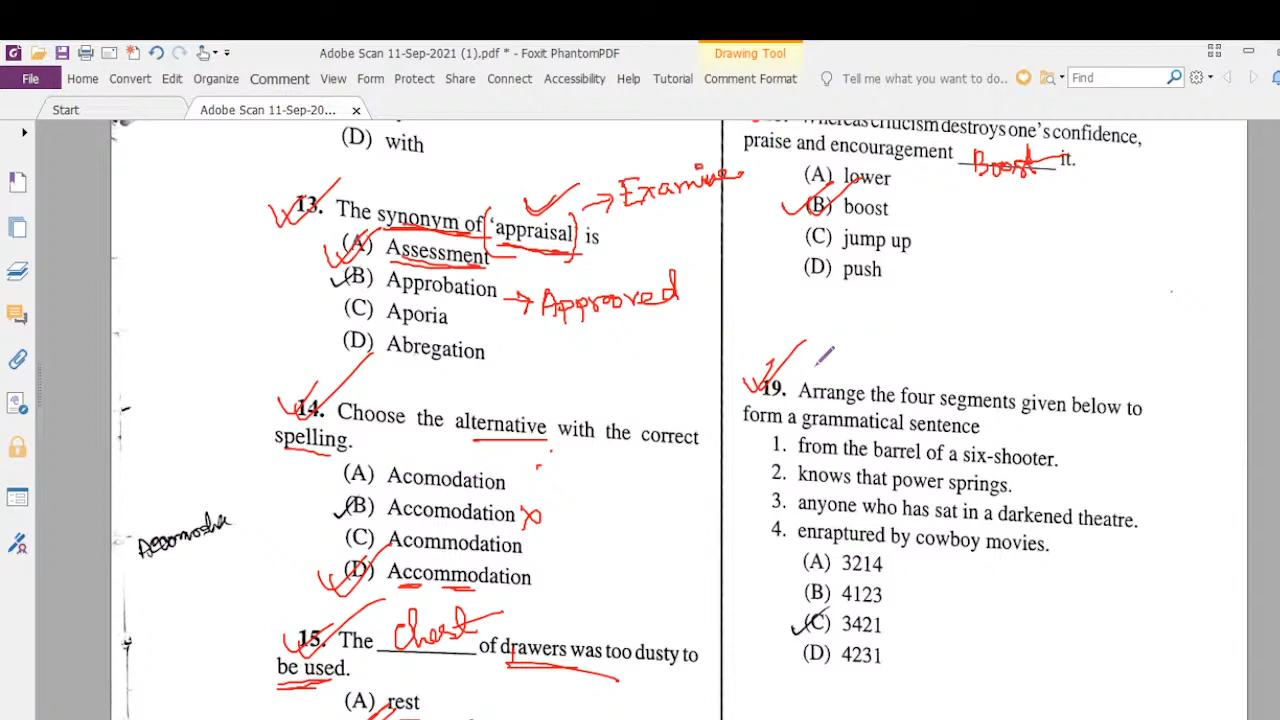 Adobe Scan 11-Sep-2021 (1).pdf * - Foxit PhantomPDF
Drawing Tool
File Home Convert Edit Organize Comment View Form Protect Share Connect Accessibility Help Tutorial Comment Format Tell me what you want to do.. Find
Start Adobe Scan 11-Sep-20...
(D) with
13. The synonym of 'appraisal' is
Examine
(A) Assessment
(B) Approbation
Approoved
(C) Aporia
(D) Abregation
14. Choose the alternative with the correct
spelling.
(A) Acomodation
(B) Accomodation
(C) Acommodation
(D) Accommodation
15. The Chest of drawers was too dusty to
be used.
(A) rest
Whereas criticism destroys one's confidence,
praise and encouragement Boost it.
(A) lower
(B) boost
(C) jump up
(D) push
19. Arrange the four segments given below to
form a grammatical sentence
1. from the barrel of a six-shooter.
2. knows that power springs.
3. anyone who has sat in a darkened theatre.
4. enraptured by cowboy movies.
(A) 3214
(B) 4123
(C) 3421
(D) 4231